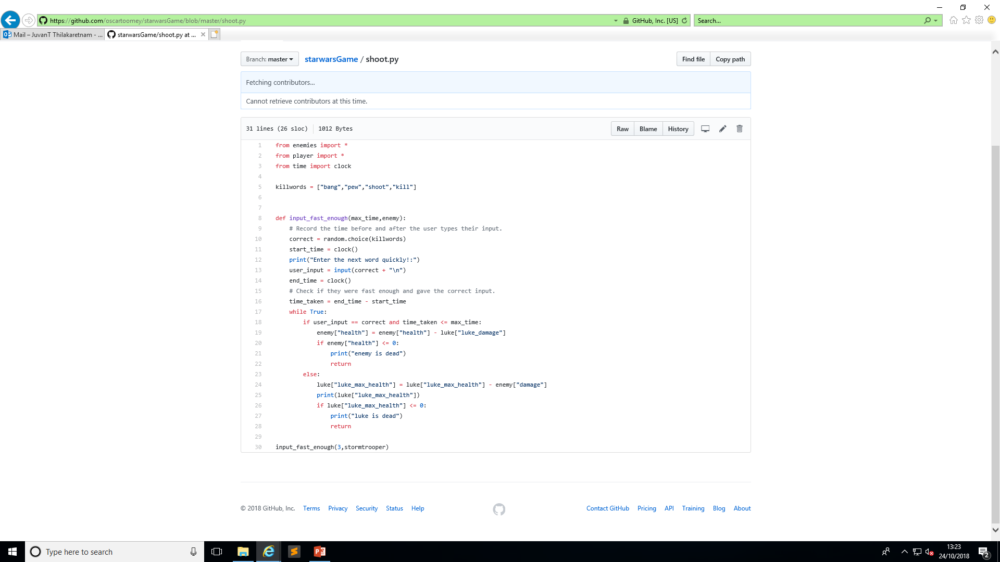 https://github.com/oscartoomey/starwarsGame/blob/master/shoot.py
GitHub, Inc. [US]
Search...
Mail – JuvanT Thilakaretnam - ...
starwarsGame/shoot.py at ...
Branch: master
starwarsGame / shoot.py
Find file
Copy path
Fetching contributors…
Cannot retrieve contributors at this time.
31 lines (26 sloc)
1012 Bytes
Raw
Blame
History
1 from enemies import *
2 from player import *
3 from time import clock
4
5 killwords = ["bang","pew","shoot","kill"]
6
7
8 def input_fast_enough(max_time,enemy):
9     # Record the time before and after the user types their input.
10     correct = random.choice(killwords)
11     start_time = clock()
12     print("Enter the next word quickly!:")
13     user_input = input(correct + "\n")
14     end_time = clock()
15     # Check if they were fast enough and gave the correct input.
16     time_taken = end_time - start_time
17     while True:
18         if user_input == correct and time_taken <= max_time:
19             enemy["health"] = enemy["health"] - luke["luke_damage"]
20             if enemy["health"] <= 0:
21                 print("enemy is dead")
22                 return
23         else:
24             luke["luke_max_health"] = luke["luke_max_health"] - enemy["damage"]
25             print(luke["luke_max_health"])
26             if luke["luke_max_health"] <= 0:
27                 print("luke is dead")
28                 return
29
30 input_fast_enough(3,stormtrooper)
© 2018 GitHub, Inc. Terms Privacy Security Status Help
Contact GitHub Pricing API Training Blog About
Type here to search
13:23
24/10/2018
2